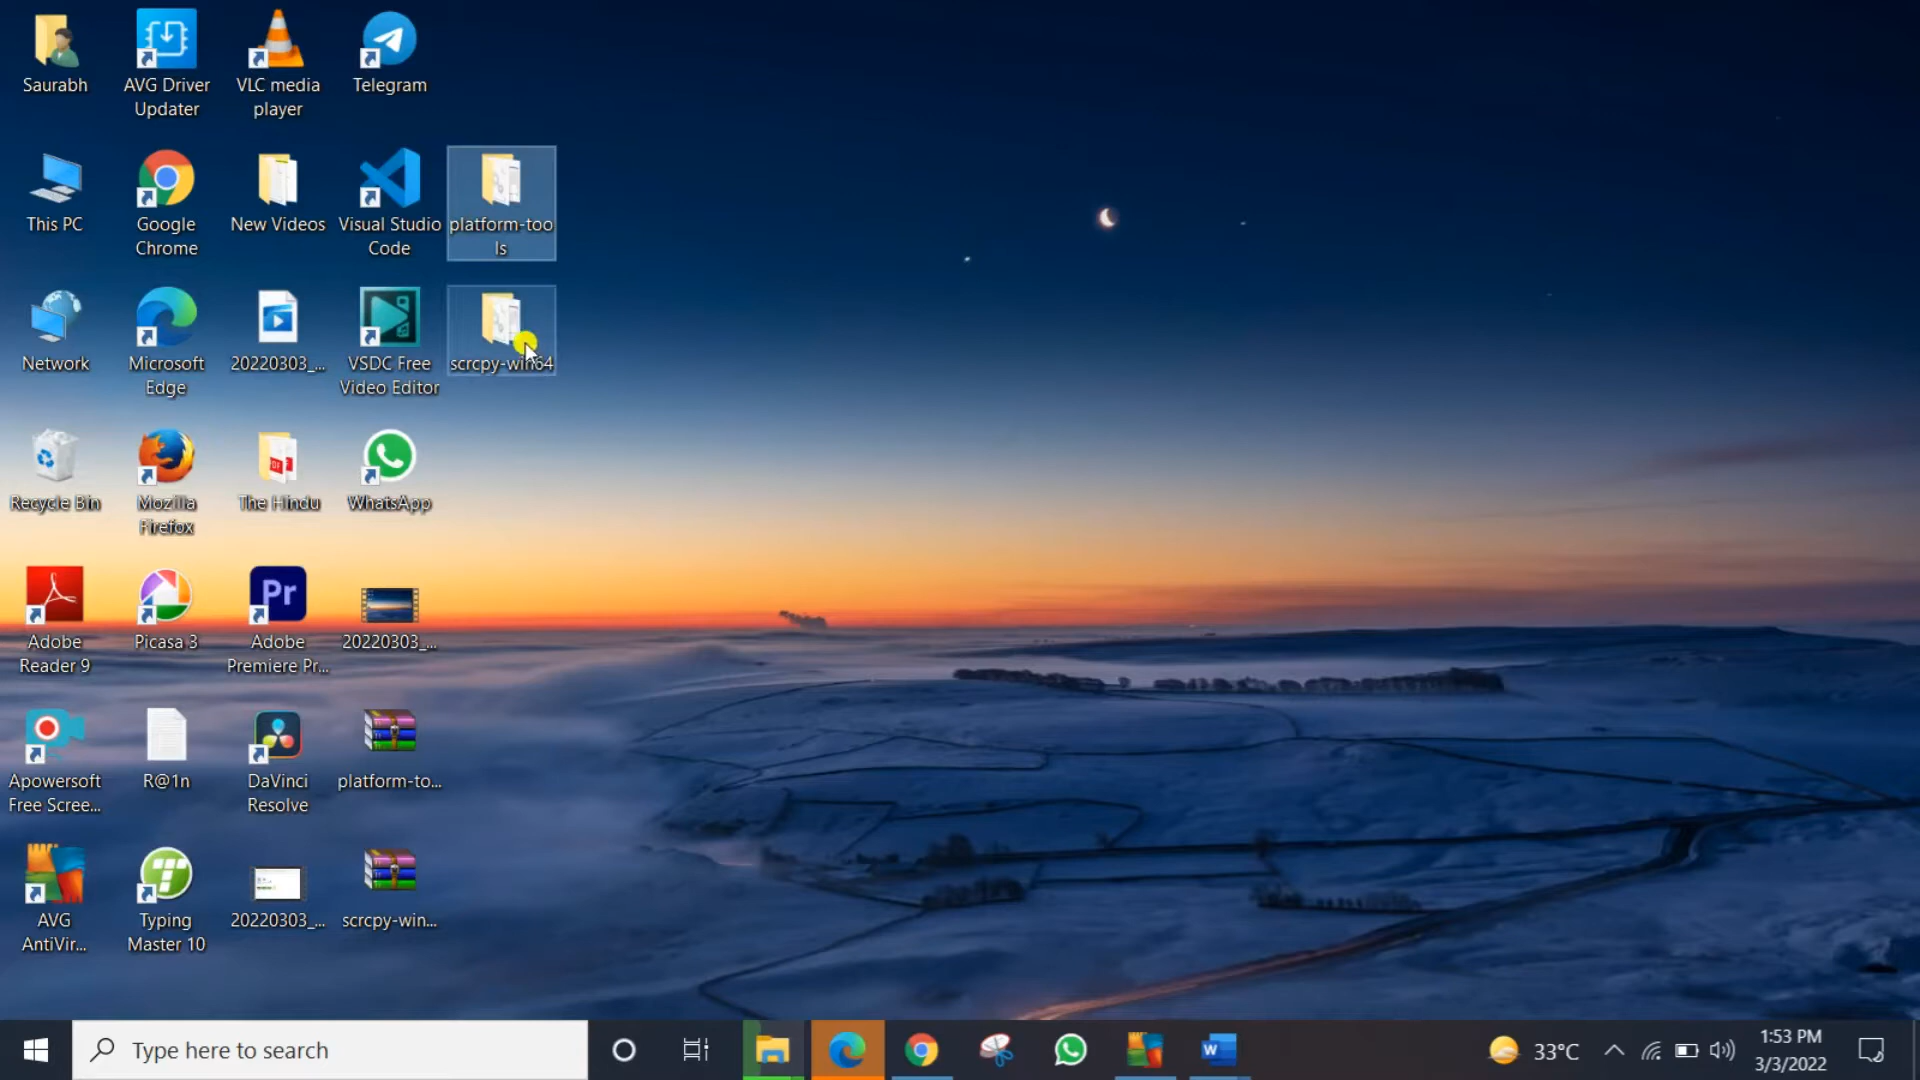 Saurabh
AVG Driver
Updater
VLC media
player
Telegram
This PC
Google
Chrome
New Videos
Visual Studio
Code
platform-too
ls
Network
Microsoft
Edge
20220303_...
VSDC Free
Video Editor
scrcpy-win64
Recycle Bin
Mozilla
Firefox
The Hindu
WhatsApp
Adobe
Reader 9
Picasa 3
Pr
Adobe
Premiere Pr...
20220303_...
Apowersoft
Free Scree...
R@1n
DaVinci
Resolve
platform-to...
AVG
AntiVir...
Typing
Master 10
20220303_...
scrcpy-win...
Type here to search
33°C
1:53 PM
3/3/2022